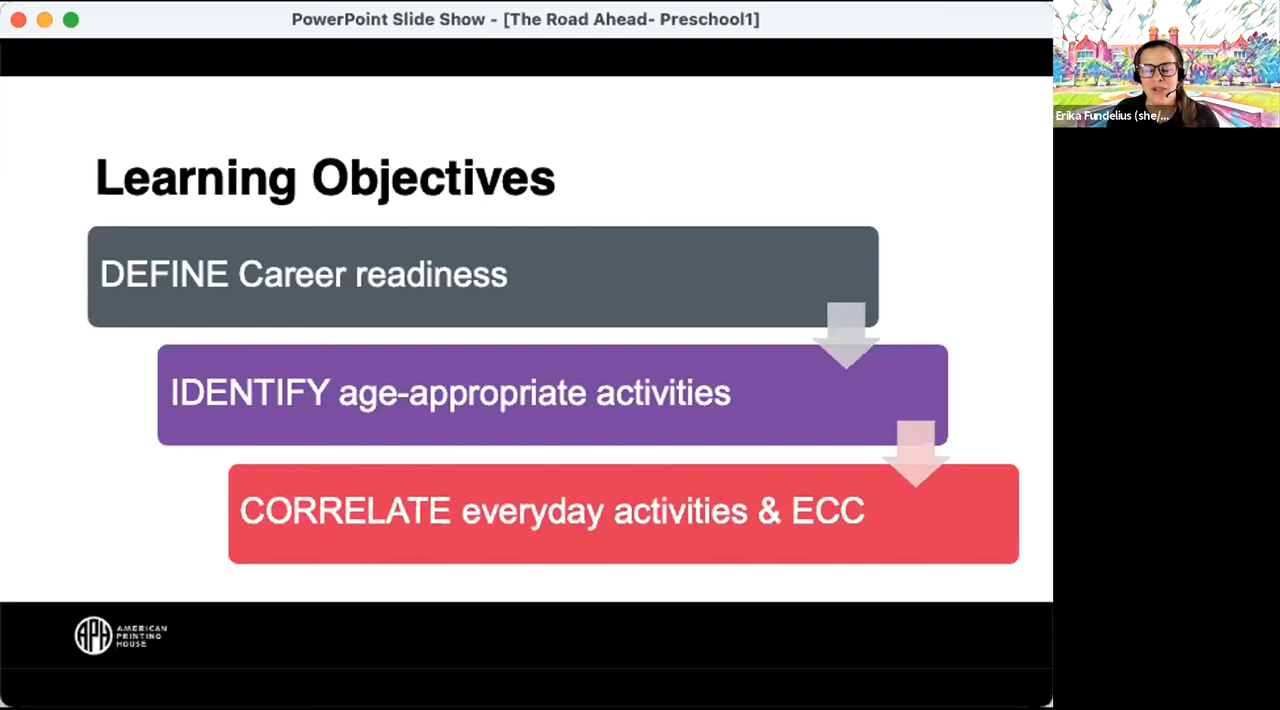 PowerPoint Slide Show - [The Road Ahead- Preschool1]
Erika Fundelius (she/...
Learning Objectives
DEFINE Career readiness
IDENTIFY age-appropriate activities
CORRELATE everyday activities & ECC
APH
AMERICAN
PRINTING
HOUSE